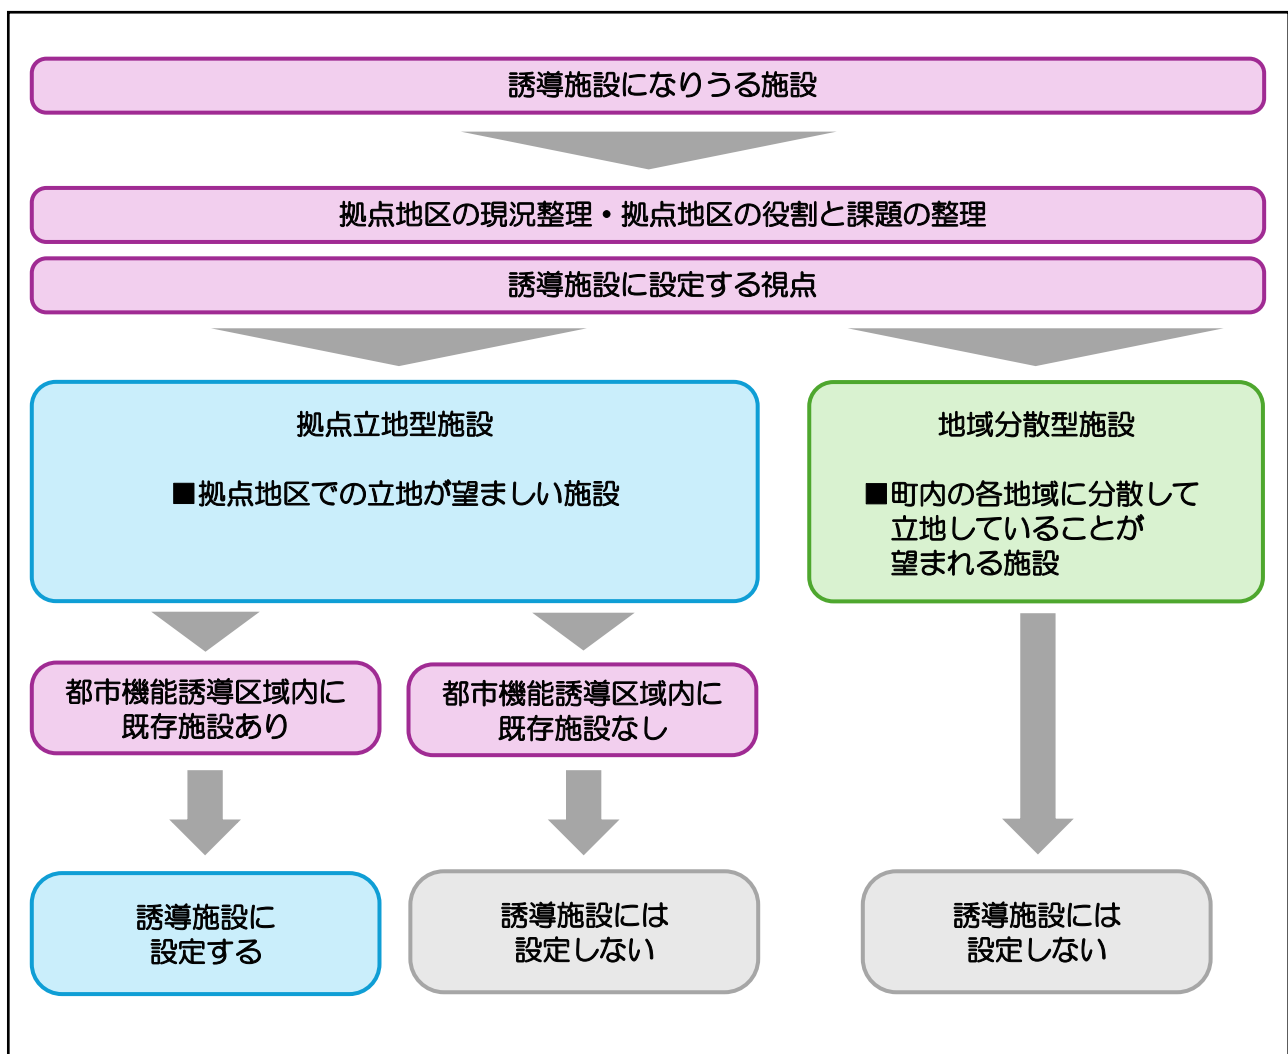 誘導施設になりうる施設
拠点地区の現況整理・拠点地区の役割と課題の整理
誘導施設に設定する視点
拠点立地型施設
■拠点地区での立地が望ましい施設
地域分散型施設
■町内の各地域に分散して
立地していることが
望まれる施設
都市機能誘導区域内に
既存施設あり
都市機能誘導区域内に
既存施設なし
誘導施設に
設定する
誘導施設には
設定しない
誘導施設には
設定しない